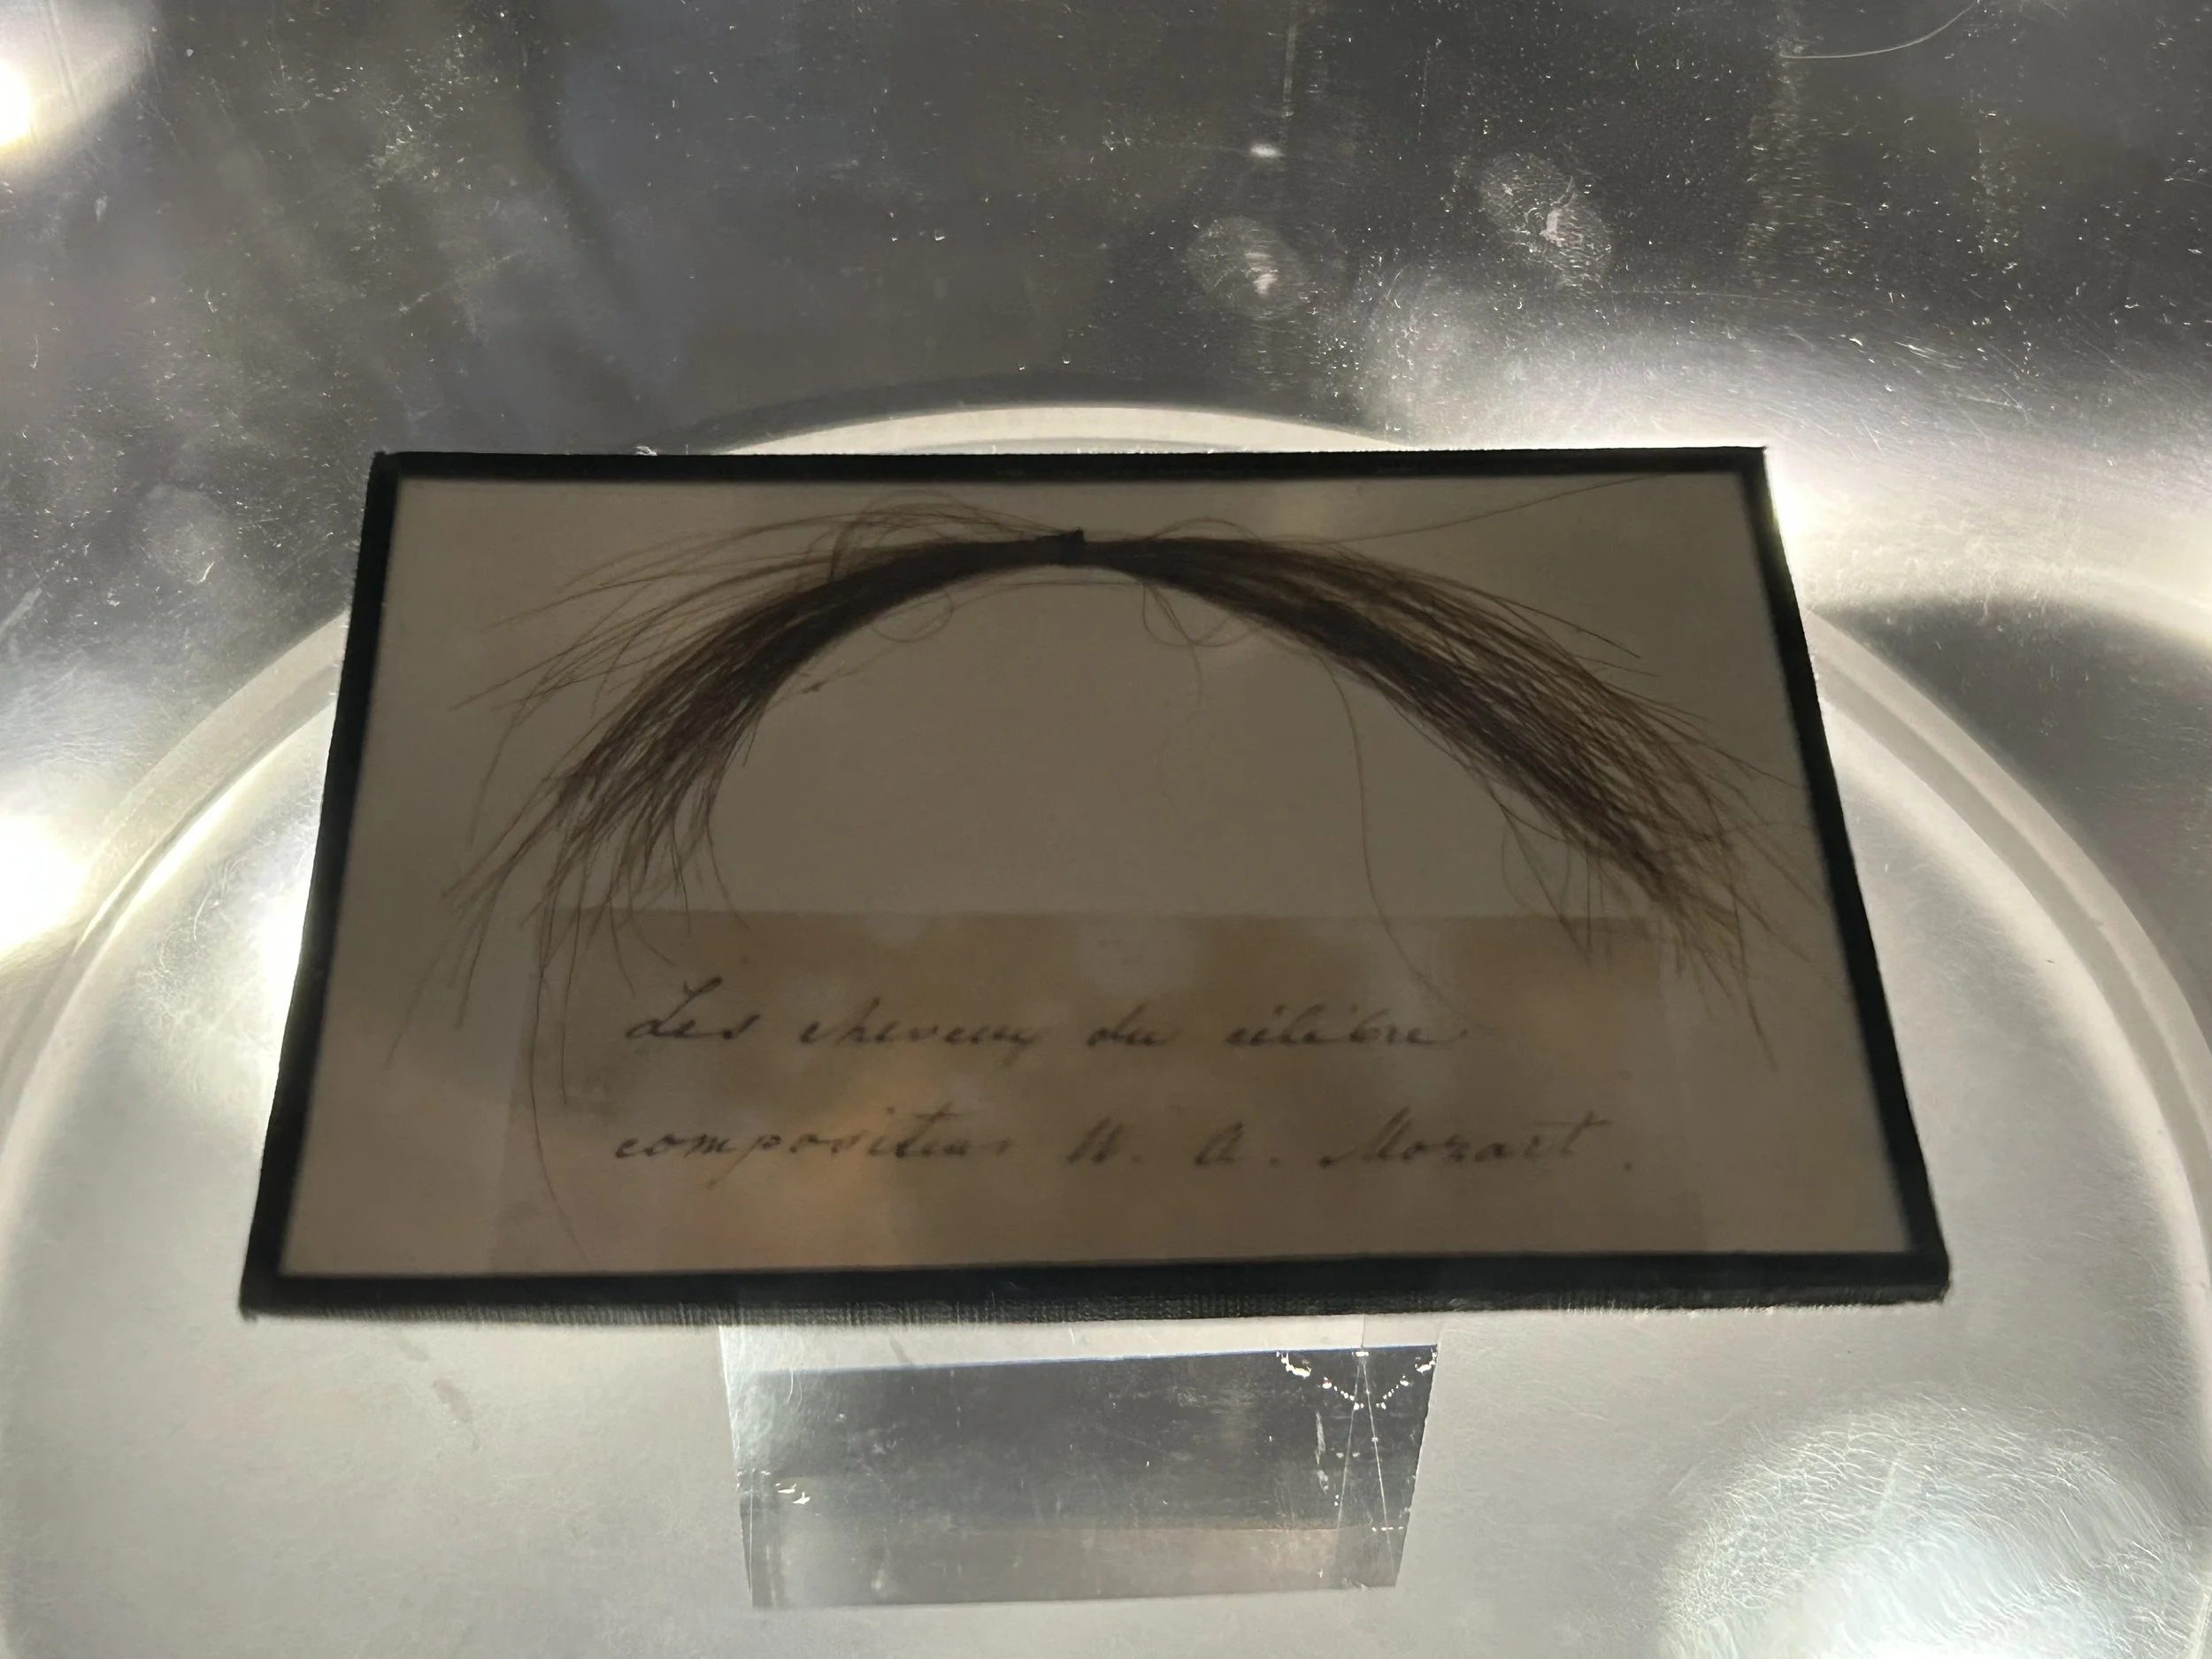 Les cheveux du célèbre
compositeur W. A. Mozart.